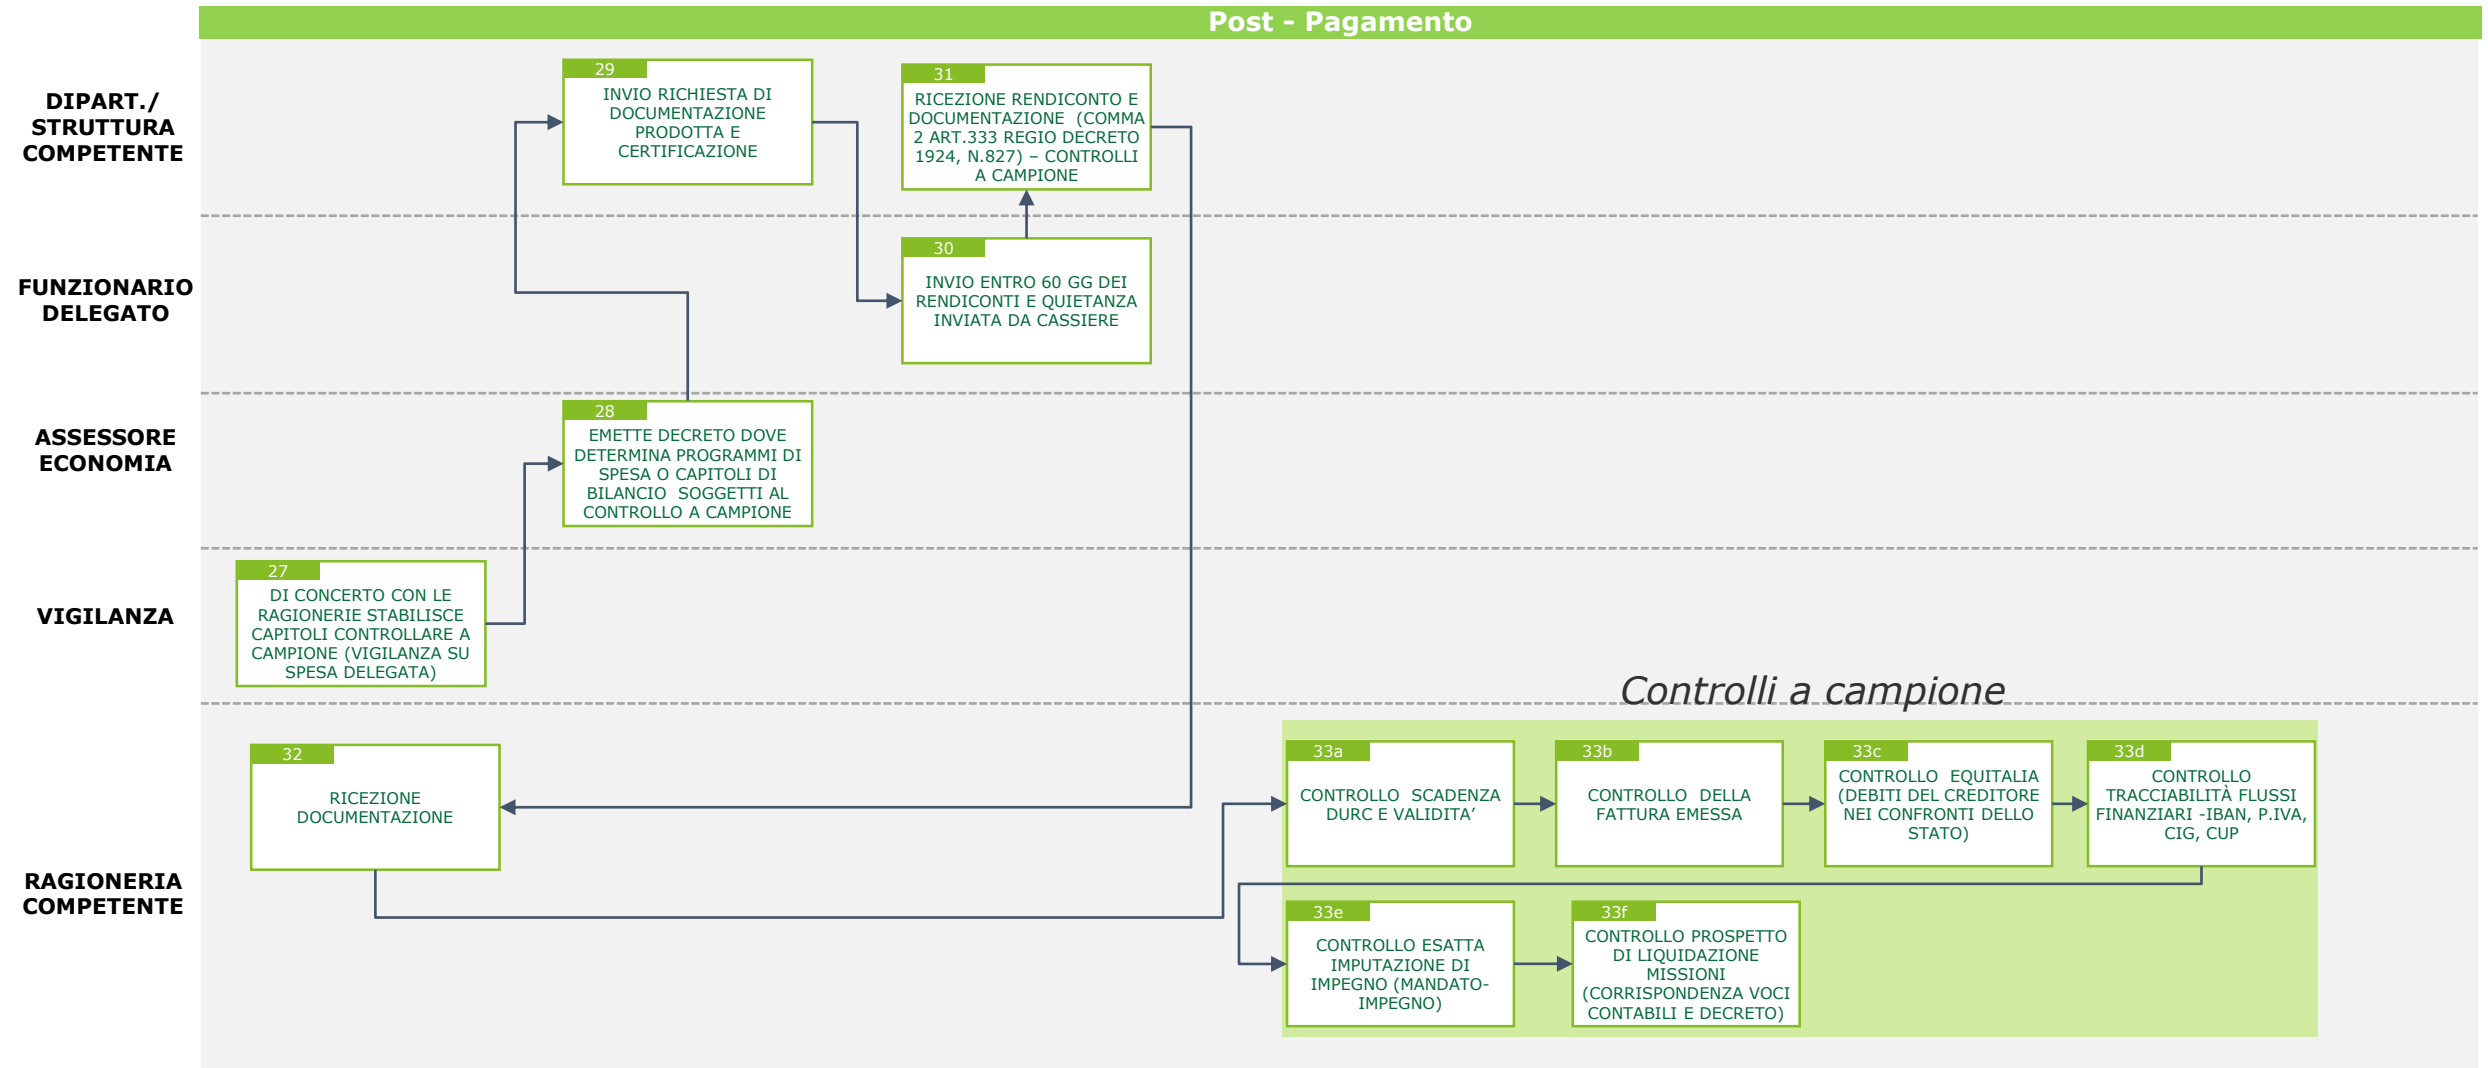 Post - Pagamento
DIPART./
STRUTTURA
COMPETENTE
29
INVIO RICHIESTA DI
DOCUMENTAZIONE
PRODOTTA E
CERTIFICAZIONE
31
RICEZIONE RENDICONTO E
DOCUMENTAZIONE (COMMA
2 ART.333 REGIO DECRETO
1924, N.827) – CONTROLLI
A CAMPIONE
FUNZIONARIO
DELEGATO
30
INVIO ENTRO 60 GG DEI
RENDICONTI E QUIETANZA
INVIATA DA CASSIERE
ASSESSORE
ECONOMIA
28
EMETTE DECRETO DOVE
DETERMINA PROGRAMMI DI
SPESA O CAPITOLI DI
BILANCIO SOGGETTI AL
CONTROLLO A CAMPIONE
VIGILANZA
27
DI CONCERTO CON LE
RAGIONERIE STABILISCE
CAPITOLI CONTROLLARE A
CAMPIONE (VIGILANZA SU
SPESA DELEGATA)
Controlli a campione
RAGIONERIA
COMPETENTE
32
RICEZIONE
DOCUMENTAZIONE
33a
CONTROLLO SCADENZA
DURC E VALIDITA’
33b
CONTROLLO DELLA
FATTURA EMESSA
33c
CONTROLLO EQUITALIA
(DEBITI DEL CREDITORE
NEI CONFRONTI DELLO
STATO)
33d
CONTROLLO
TRACCIABILITÀ FLUSSI
FINANZIARI -IBAN, P.IVA,
CIG, CUP
33e
CONTROLLO ESATTA
IMPUTAZIONE DI
IMPEGNO (MANDATO-
IMPEGNO)
33f
CONTROLLO PROSPETTO
DI LIQUIDAZIONE
MISSIONI
(CORRISPONDENZA VOCI
CONTABILI E DECRETO)